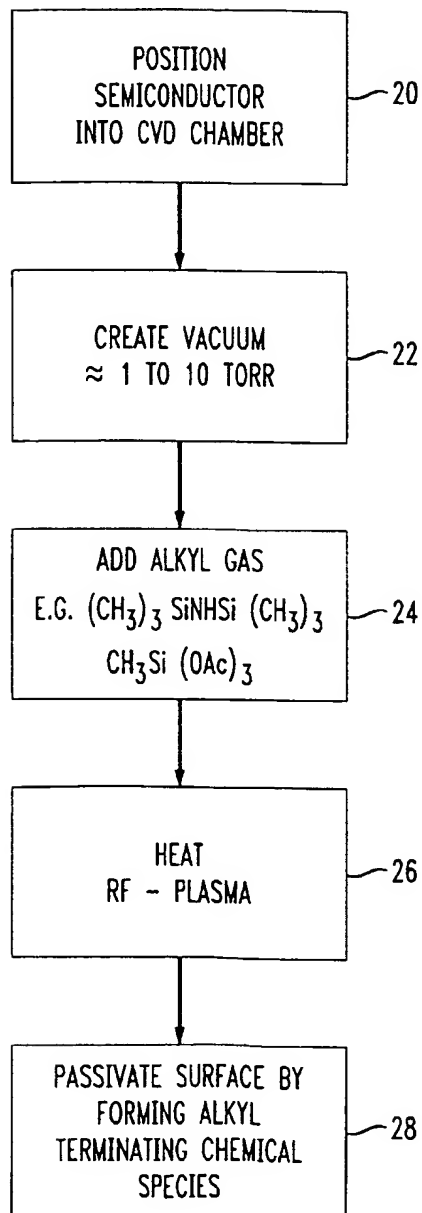 POSITION
SEMICONDUCTOR
INTO CVD CHAMBER
20
CREATE VACUUM
≈ 1 TO 10 TORR
22
ADD ALKYL GAS
E.G. (CH₃)₃ SiNHSi (CH₃)₃
CH₃Si (OAc)₃
24
HEAT
RF - PLASMA
26
PASSIVATE SURFACE BY
FORMING ALKYL
TERMINATING CHEMICAL
SPECIES
28